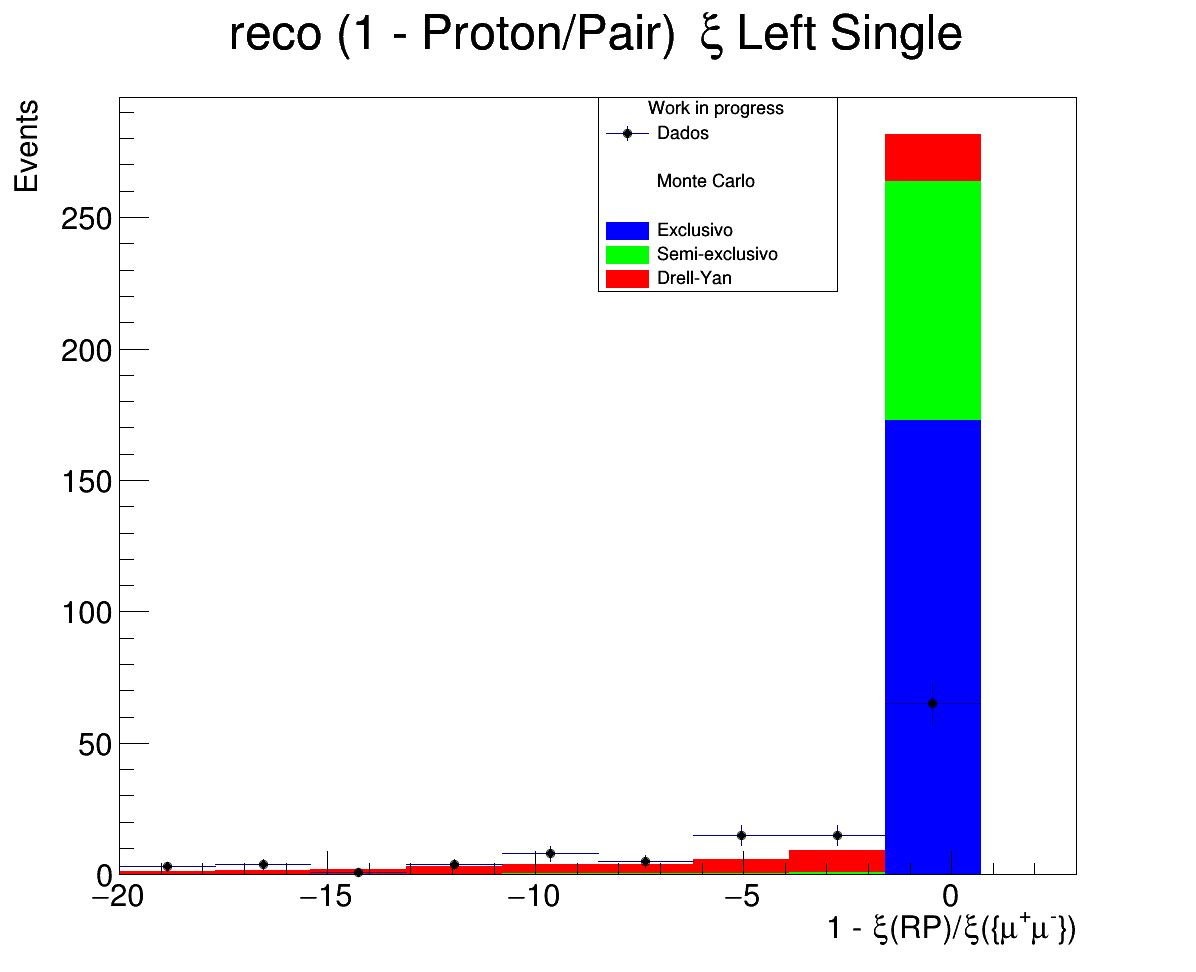 reco (1 - Proton/Pair) ξ Left Single
Events
Work in progress
Dados
Monte Carlo
Exclusivo
Semi-exclusivo
Drell-Yan
250
200
150
100
50
0
−20 −15 −10 −5 0
1 - ξ(RP)/ξ({μ⁺μ⁻})